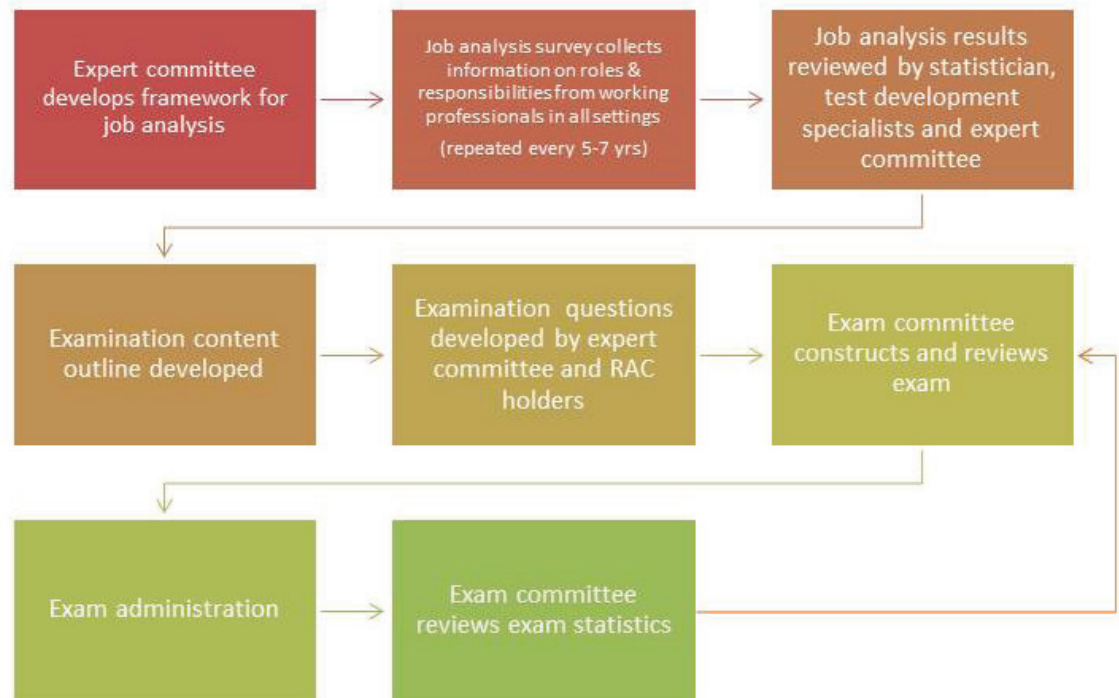 Expert committee
develops framework for
job analysis
Job analysis survey collects
information on roles &
responsibilities from working
professionals in all settings
(repeated every 5-7 yrs)
Job analysis results
reviewed by statistician,
test development
specialists and expert
committee
Examination content
outline developed
Examination questions
developed by expert
committee and RAC
holders
Exam committee
constructs and reviews
exam
Exam administration
Exam committee
reviews exam statistics